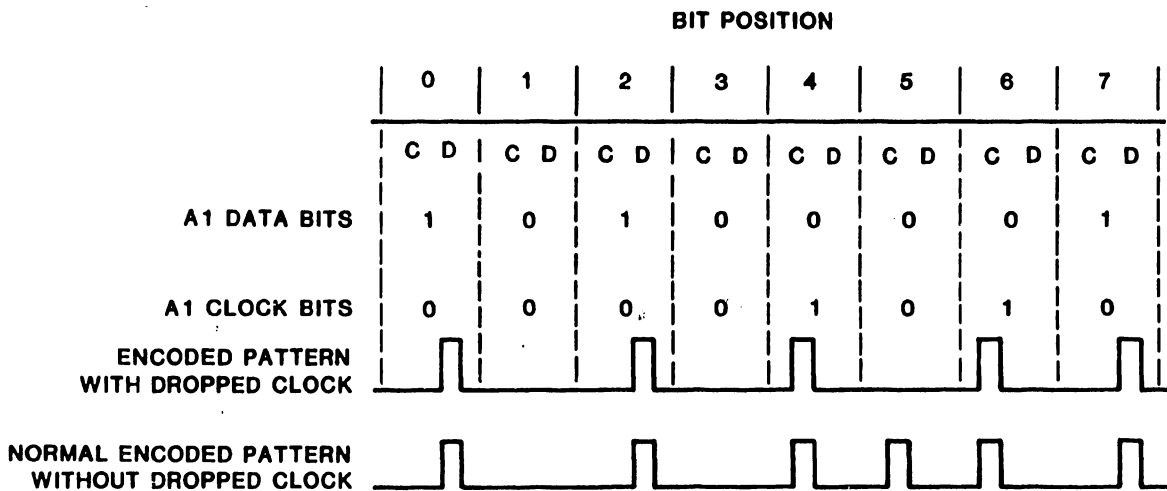 BIT POSITION
0 1 2 3 4 5 6 7
C D C D C D C D C D C D C D C D
A1 DATA BITS 1 0 1 0 0 0 0 1
A1 CLOCK BITS 0 0 0 0 1 0 1 0
ENCODED PATTERN
WITH DROPPED CLOCK
NORMAL ENCODED PATTERN
WITHOUT DROPPED CLOCK